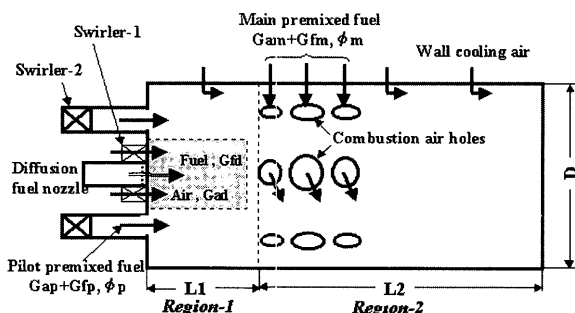 Main premixed fuel
Gam+Gfm, ϕm
Wall cooling air
Swirler-1
Swirler-2
Combustion air holes
Fuel, Gfd
Diffusion
fuel nozzle
Air, Gad
D
Pilot premixed fuel
Gap+Gfp, ϕp
L1
L2
Region-1
Region-2